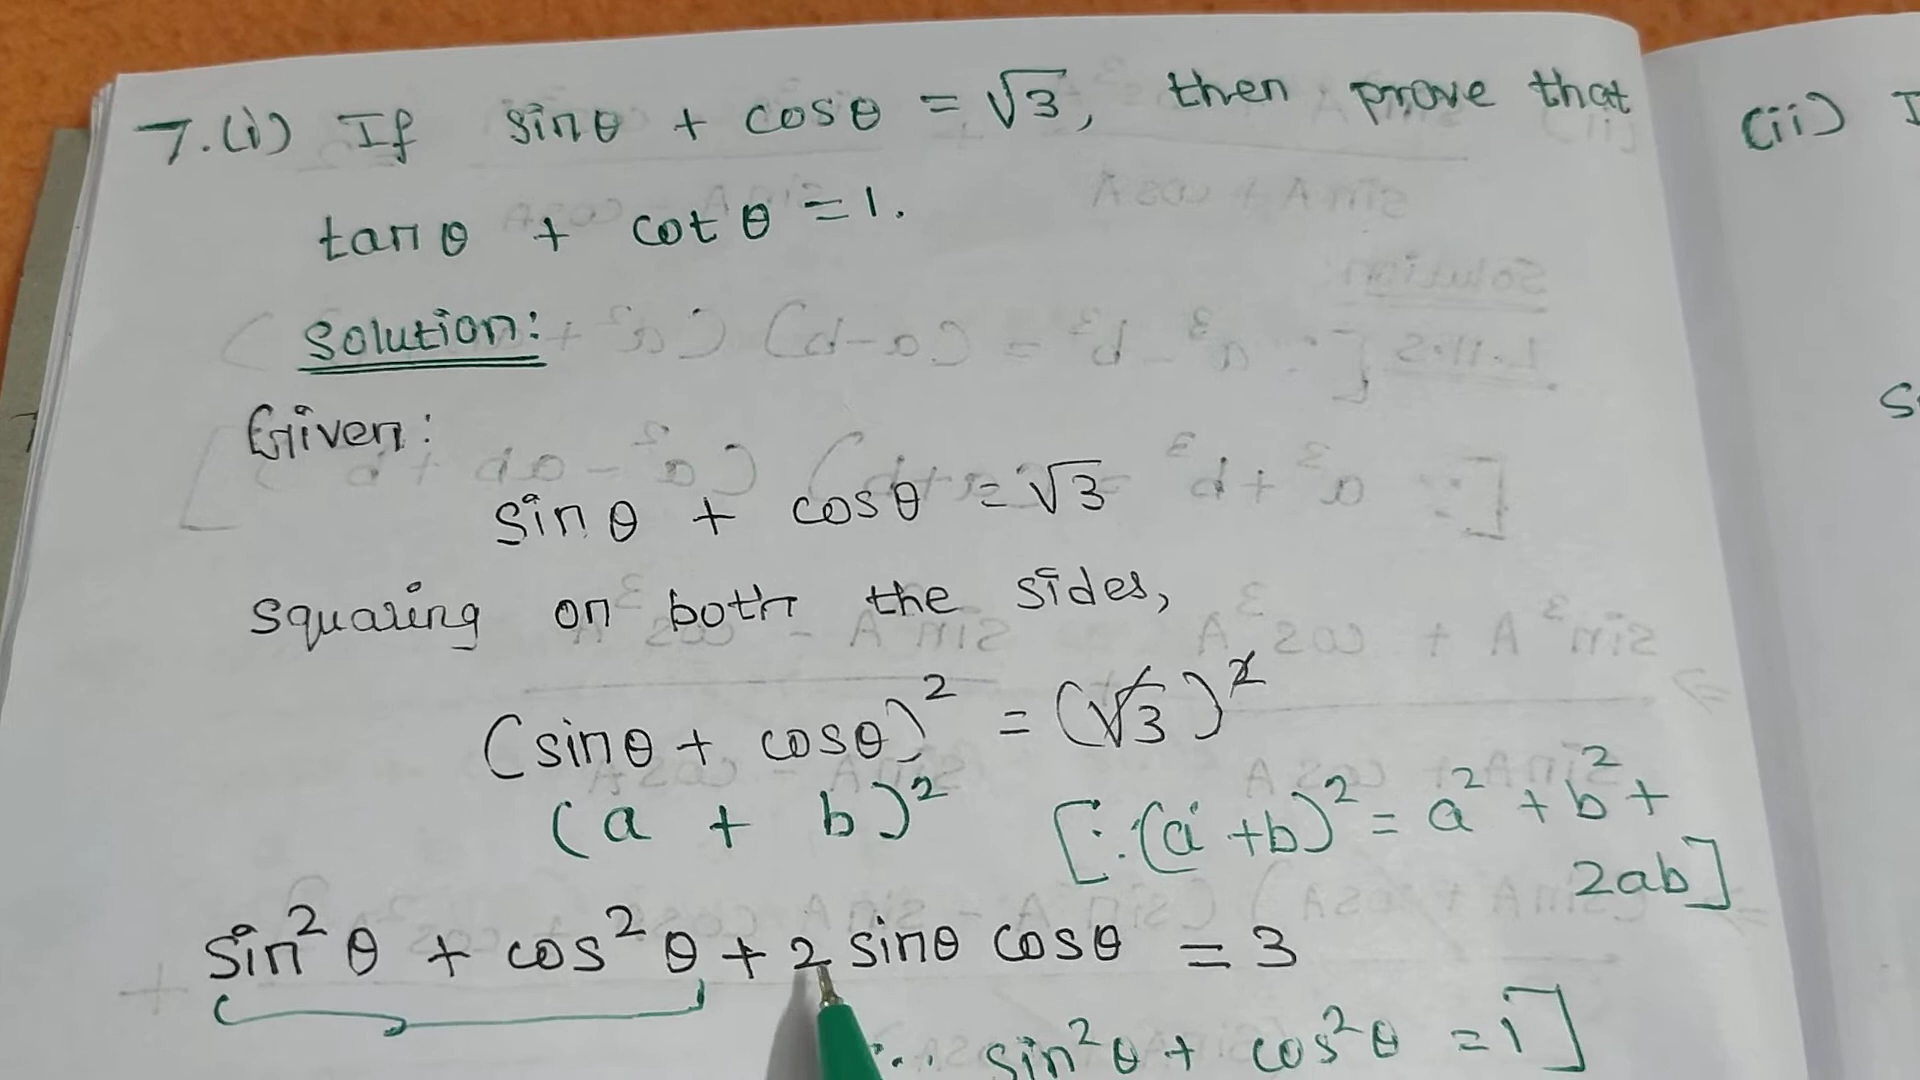 7.(i) If sinθ + cosθ = √3, then prove that
tanθ + cotθ = 1.
Solution:
Given:
sinθ + cosθ = √3
Squaring on both the sides,
(sinθ + cosθ)² = (√3)²
(a + b)² [∵ (a+b)² = a² + b² +
2ab]
sin²θ + cos²θ + 2 sinθ cosθ = 3
∵ sin²θ + cos²θ = 1]
(ii) I
S